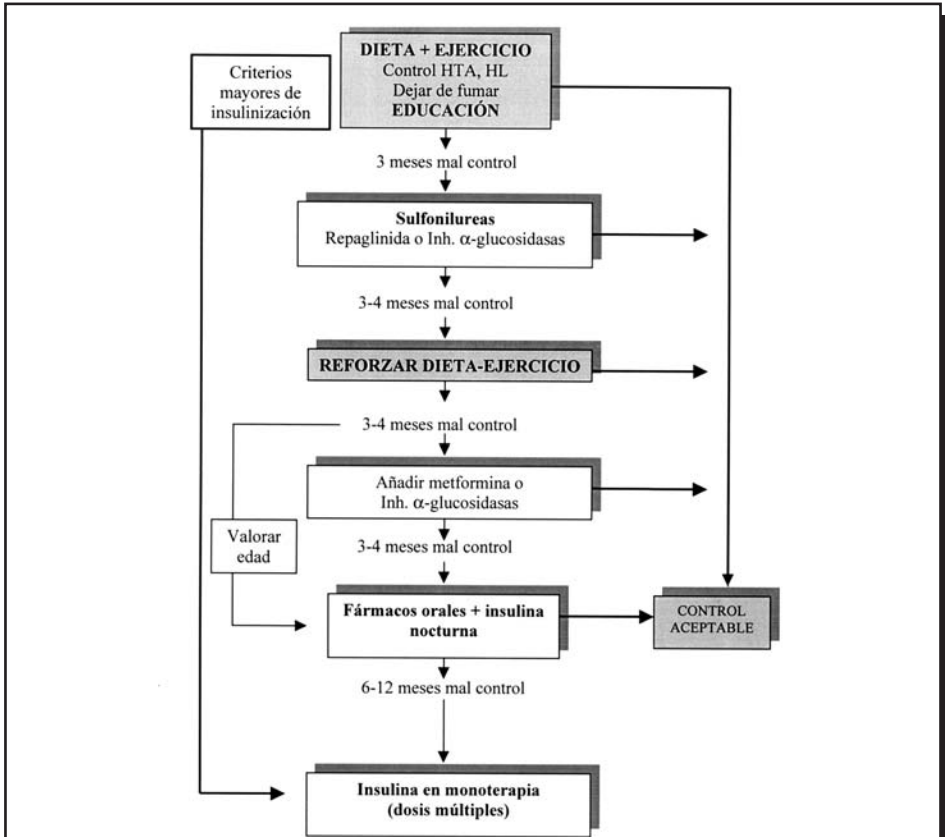 Criterios
mayores de
insulinización
DIETA + EJERCICIO
Control HTA, HL
Dejar de fumar
EDUCACIÓN
3 meses mal control
Sulfonilureas
Repaglinida o Inh. α-glucosidasas
3-4 meses mal control
REFORZAR DIETA-EJERCICIO
3-4 meses mal control
Añadir metformina o
Inh. α-glucosidasas
Valorar
edad
3-4 meses mal control
Fármacos orales + insulina
nocturna
CONTROL
ACEPTABLE
6-12 meses mal control
Insulina en monoterapia
(dosis múltiples)